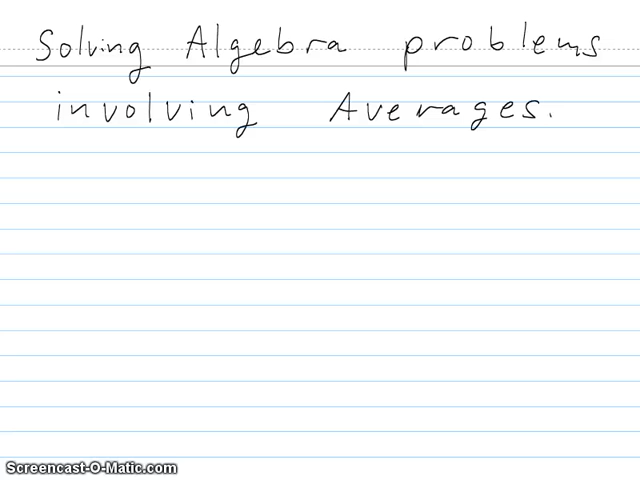 Solving Algebra problems
involving Averages.
Screencast-O-Matic.com